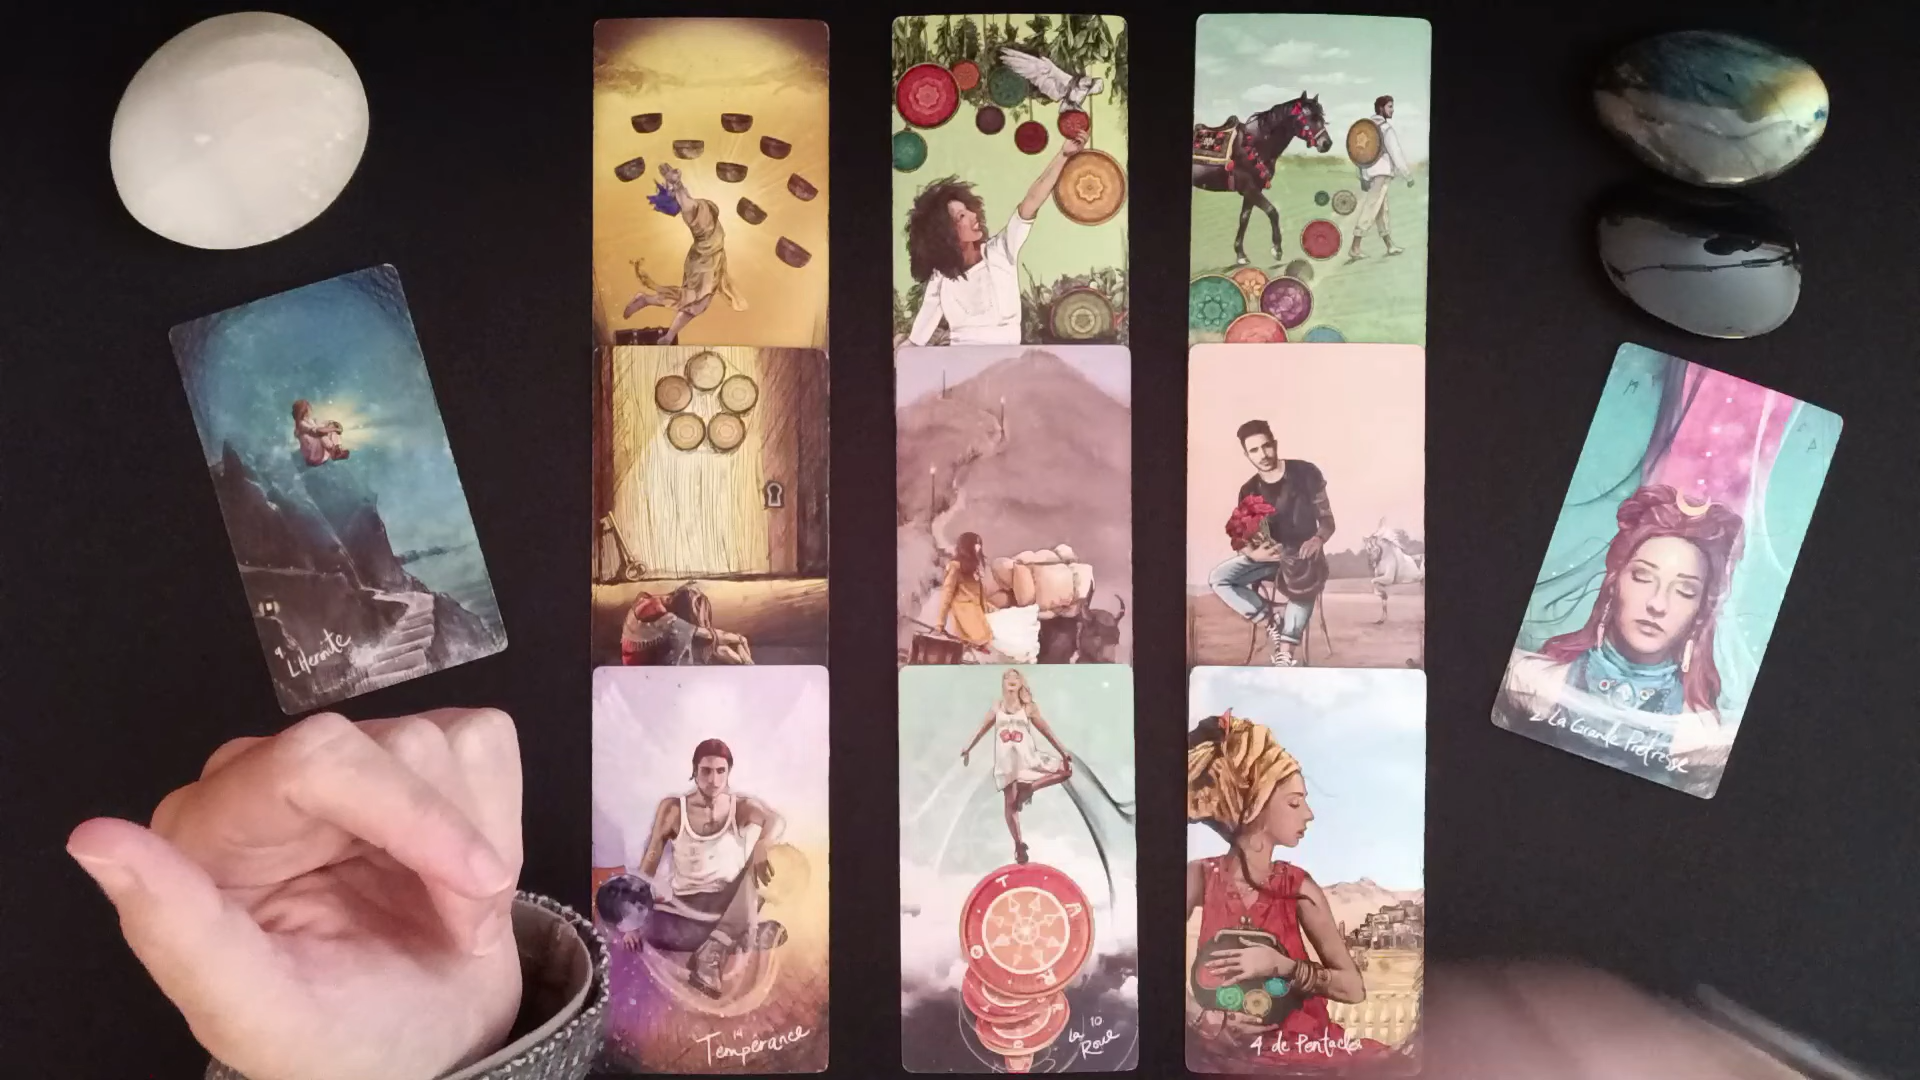 9. L'Hermite
2 La Grande Prêtresse
14
Tempérance
T A R O
10
La Roue
4 de Pentacles